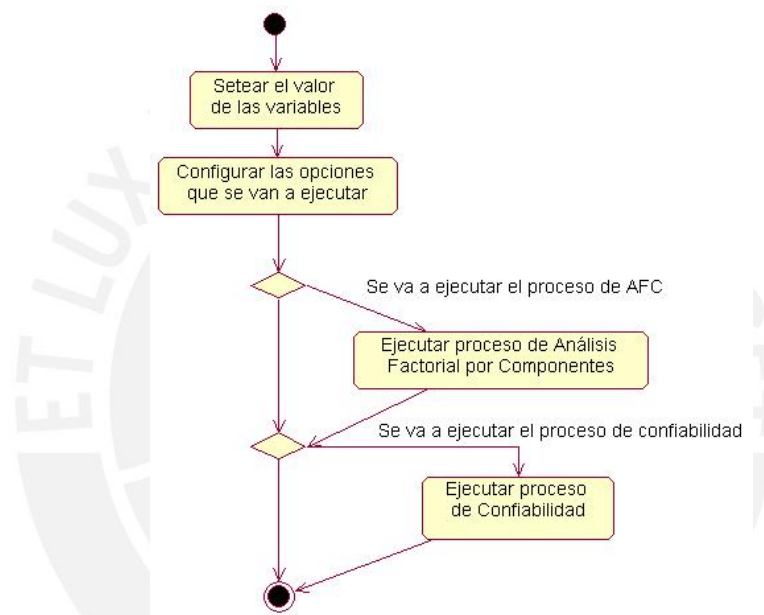 Setear el valor
de las variables
Configurar las opciones
que se van a ejecutar
Se va a ejecutar el proceso de AFC
Ejecutar proceso de Análisis
Factorial por Componentes
Se va a ejecutar el proceso de confiabilidad
Ejecutar proceso
de Confiabilidad
ET LUX